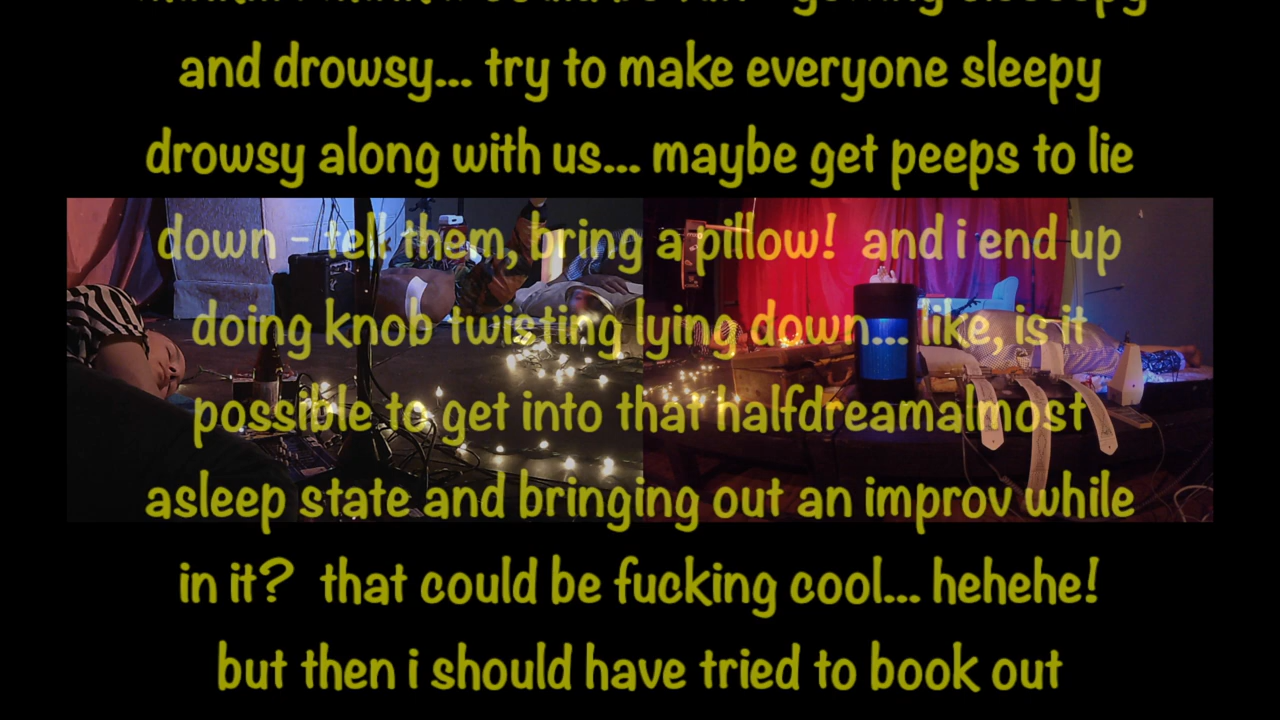 and drowsy... try to make everyone sleepy
drowsy along with us... maybe get peeps to lie
down - tell them, bring a pillow!  and i end up
doing knob twisting lying down... like, is it
possible to get into that halfdreamalmost
asleep state and bringing out an improv while
in it?  that could be fucking cool... hehehe!
but then i should have tried to book out